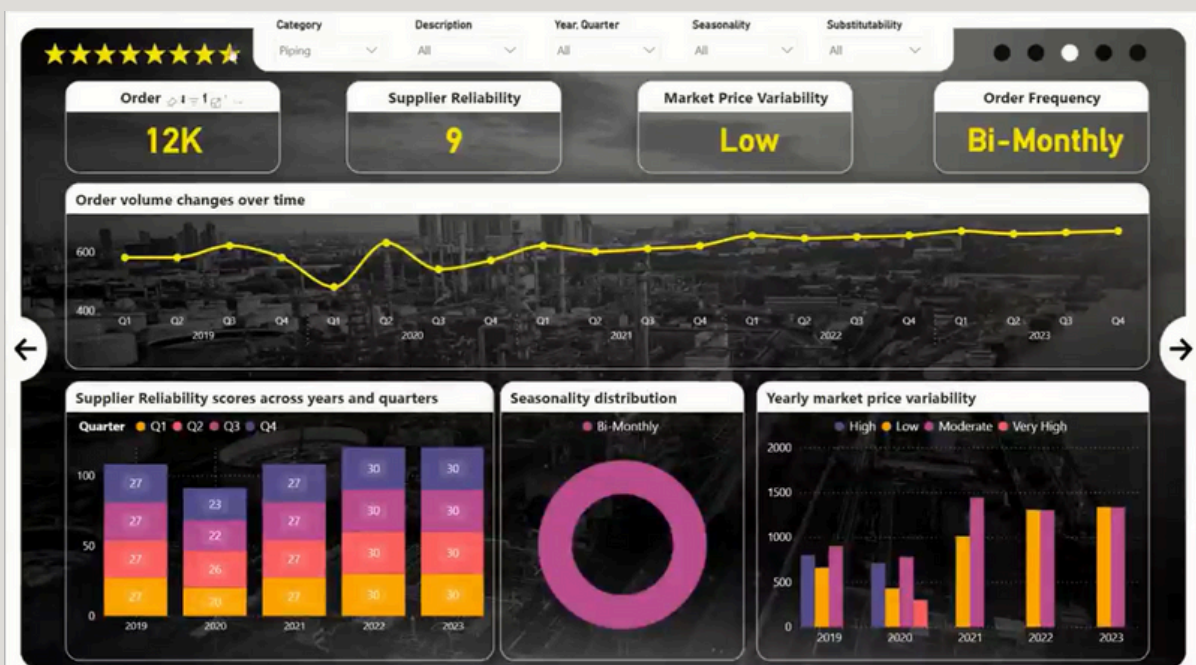 Category Description Year, Quarter Seasonality Substitutability
Piping All All All All
Order
12K
Supplier Reliability
9
Market Price Variability
Low
Order Frequency
Bi-Monthly
Order volume changes over time
600
400
Q1 Q2 Q3 Q4 Q1 Q2 Q3 Q4 Q1 Q2 Q3 Q4 Q1 Q2 Q3 Q4 Q1 Q2 Q3 Q4
2019 2020 2021 2022 2023
Supplier Reliability scores across years and quarters
Quarter Q1 Q2 Q3 Q4
100
50
0
27 23 27 30 30
27 22 27 30 30
27 26 27 30 30
27 20 27 30 30
2019 2020 2021 2022 2023
Seasonality distribution
Bi-Monthly
Yearly market price variability
High Low Moderate Very High
2000
1500
1000
500
0
2019 2020 2021 2022 2023